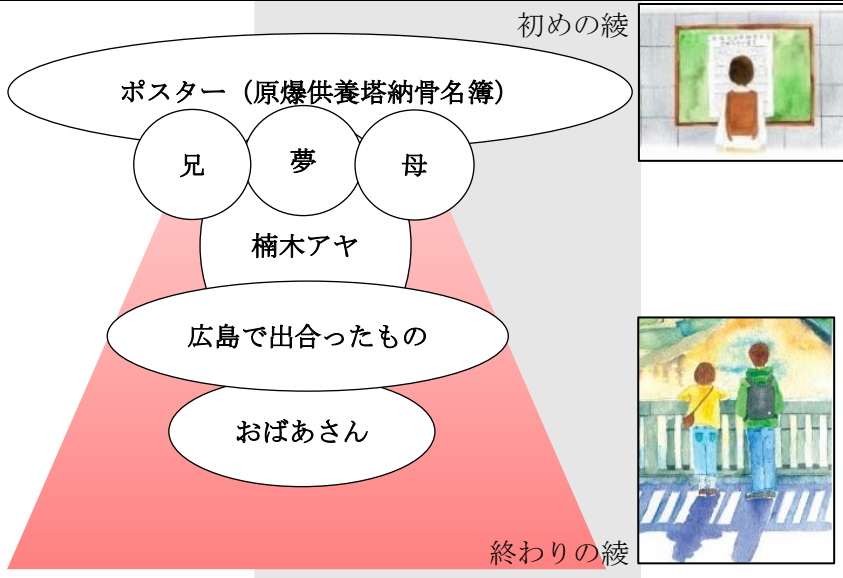 初めの綾
ポスター（原爆供養塔納骨名簿）
兄
夢
母
楠木アヤ
広島で出合ったもの
おばあさん
終わりの綾